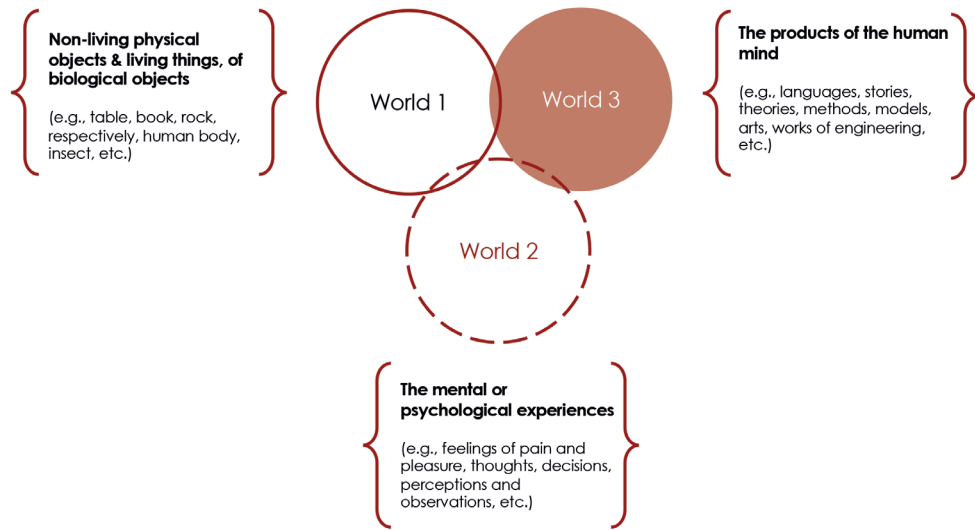 Non-living physical
objects & living things, of
biological objects
(e.g., table, book, rock,
respectively, human body,
insect, etc.)
World 1
World 3
The products of the human
mind
(e.g., languages, stories,
theories, methods, models,
arts, works of engineering,
etc.)
World 2
The mental or
psychological experiences
(e.g., feelings of pain and
pleasure, thoughts, decisions,
perceptions and
observations, etc.)